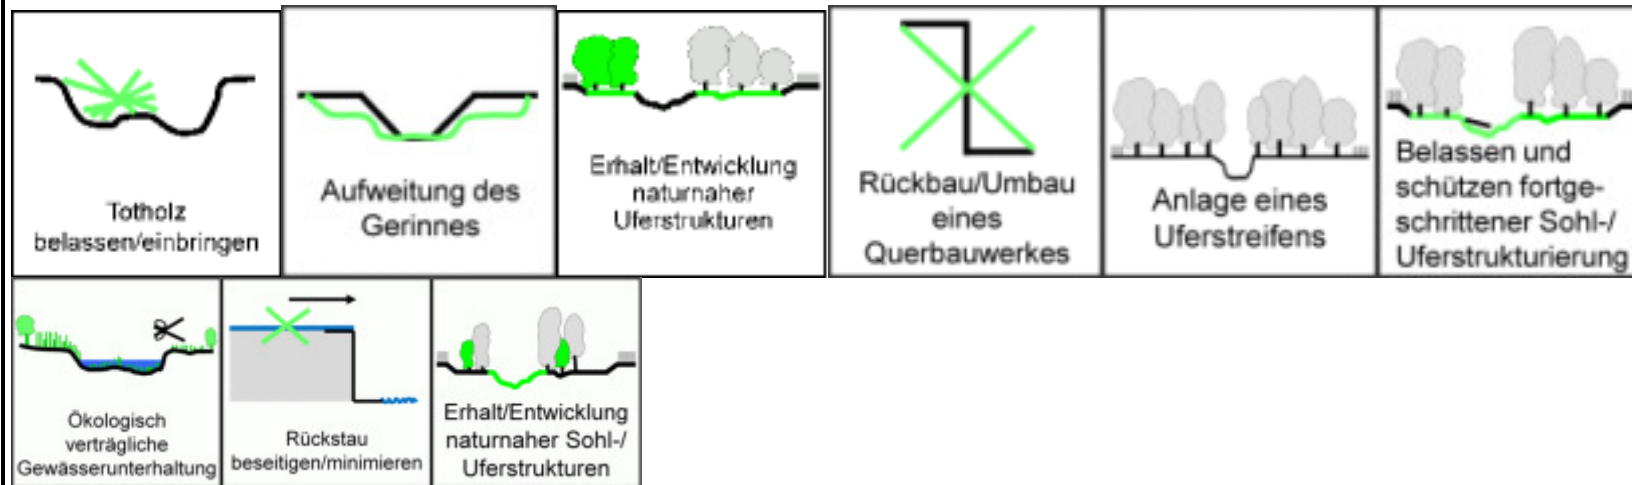 Totholz
belassen/einbringen
Aufweitung des
Gerinnes
Erhalt/Entwicklung
naturnaher
Uferstrukturen
Rückbau/Umbau
eines
Querbauwerkes
Anlage eines
Uferstreifens
Belassen und
schützen fortge-
schrittener Sohl-/
Uferstrukturierung
Ökologisch
verträgliche
Gewässerunterhaltung
Rückstau
beseitigen/minimieren
Erhalt/Entwicklung
naturnaher Sohl-/
Uferstrukturen